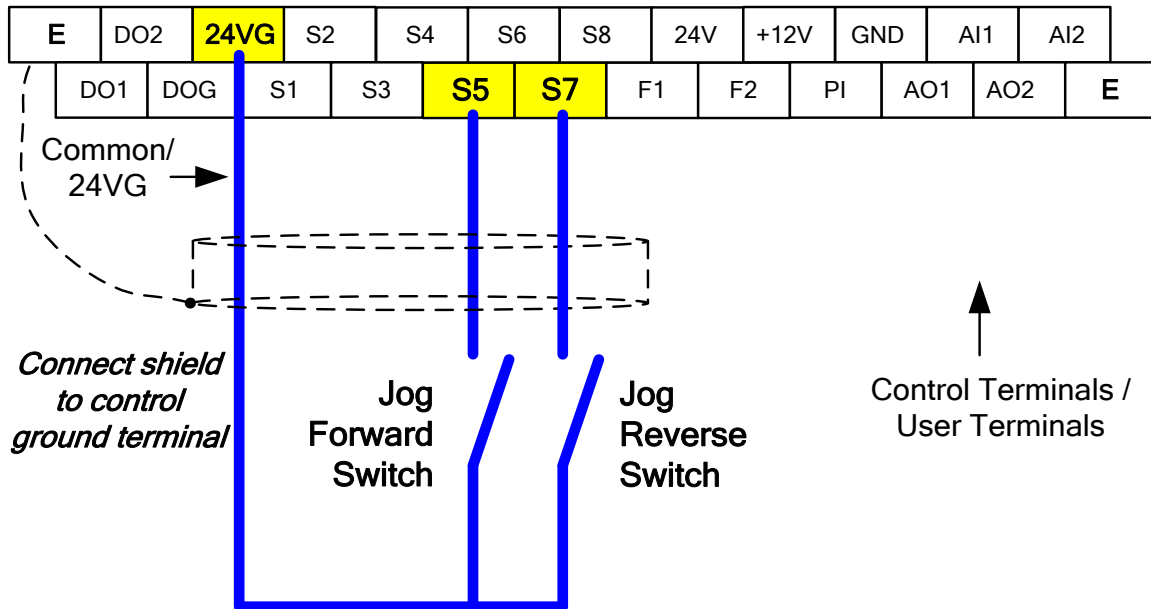 E DO2 24VG S2 S4 S6 S8 24V +12V GND AI1 AI2
DO1 DOG S1 S3 S5 S7 F1 F2 PI AO1 AO2 E
Common/
24VG
Connect shield
to control
ground terminal
Jog
Forward
Switch
Jog
Reverse
Switch
Control Terminals /
User Terminals